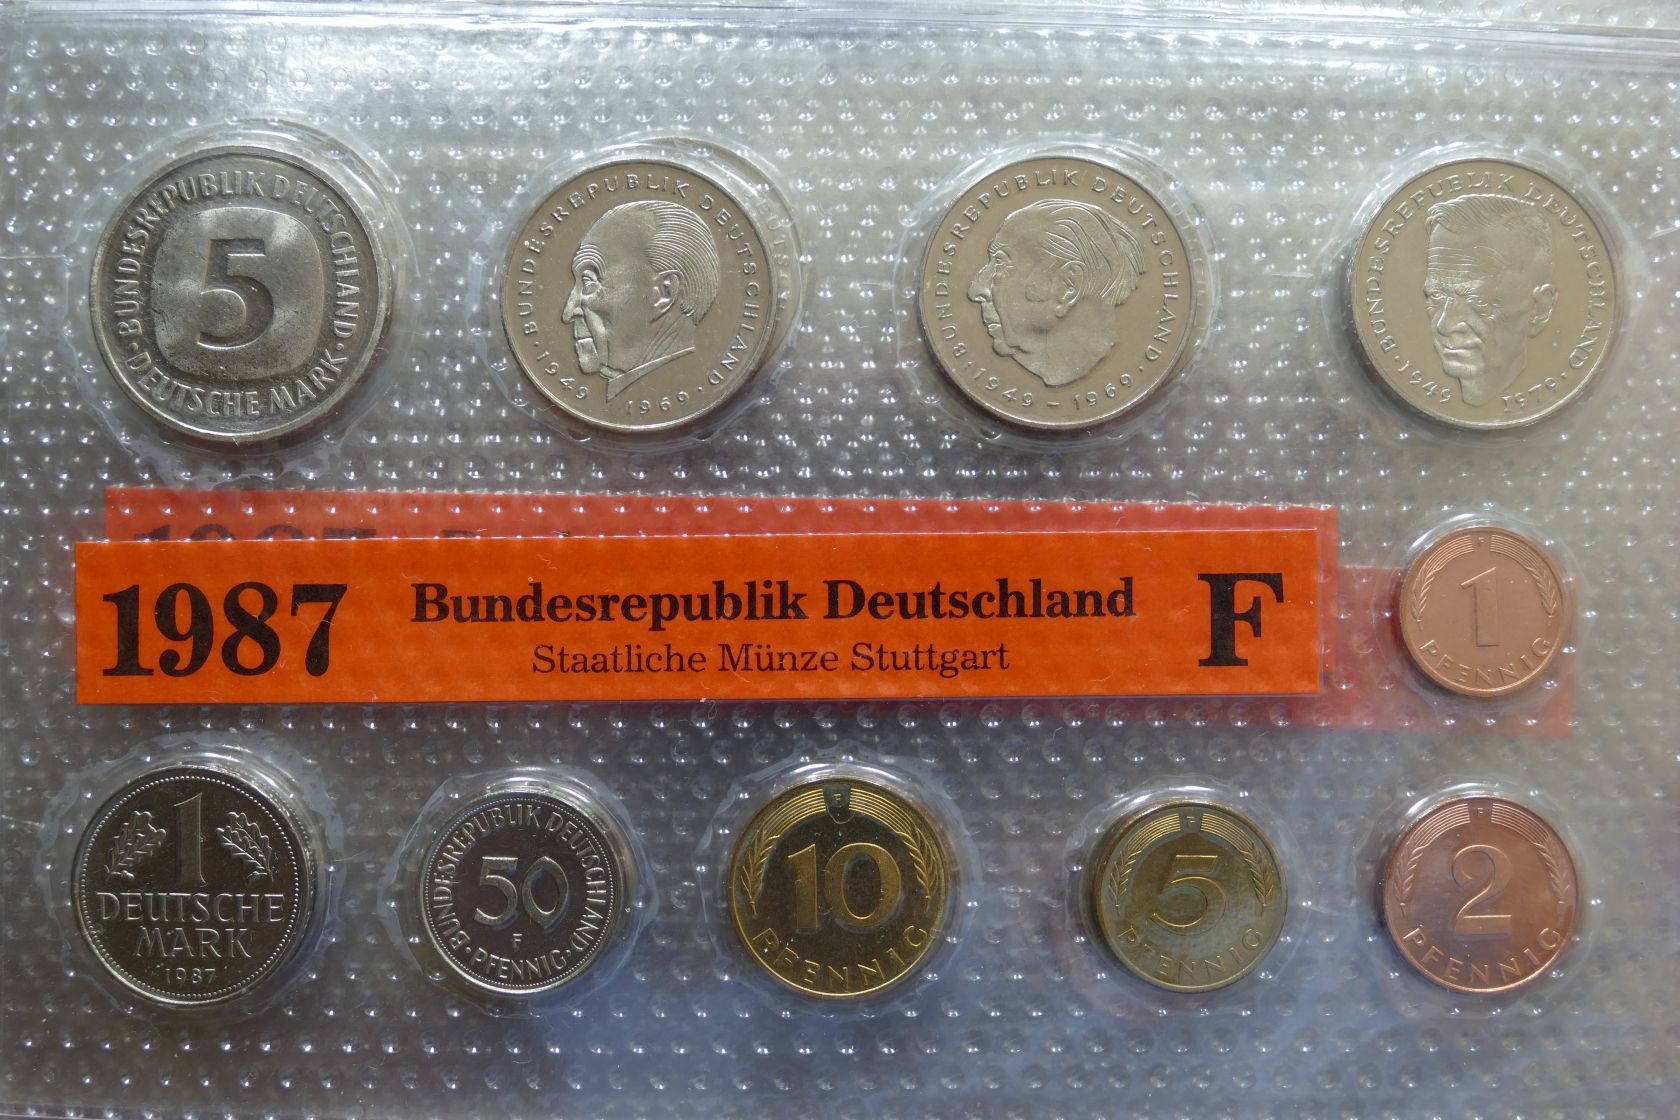 BUNDESREPUBLIK DEUTSCHLAND
5
DEUTSCHE MARK
BUNDESREPUBLIK DEUTSCHLAND
1949 1969
BUNDESREPUBLIK DEUTSCHLAND
1949 - 1969
BUNDESREPUBLIK DEUTSCHLAND
1949 1979
1987 Bundesrepublik Deutschland F
Staatliche Münze Stuttgart
F
1
PFENNIG
1
DEUTSCHE
MARK
1987
BUNDESREPUBLIK DEUTSCHLAND
50
F
PFENNIG
F
10
PFENNIG
F
5
PFENNIG
F
2
PFENNIG